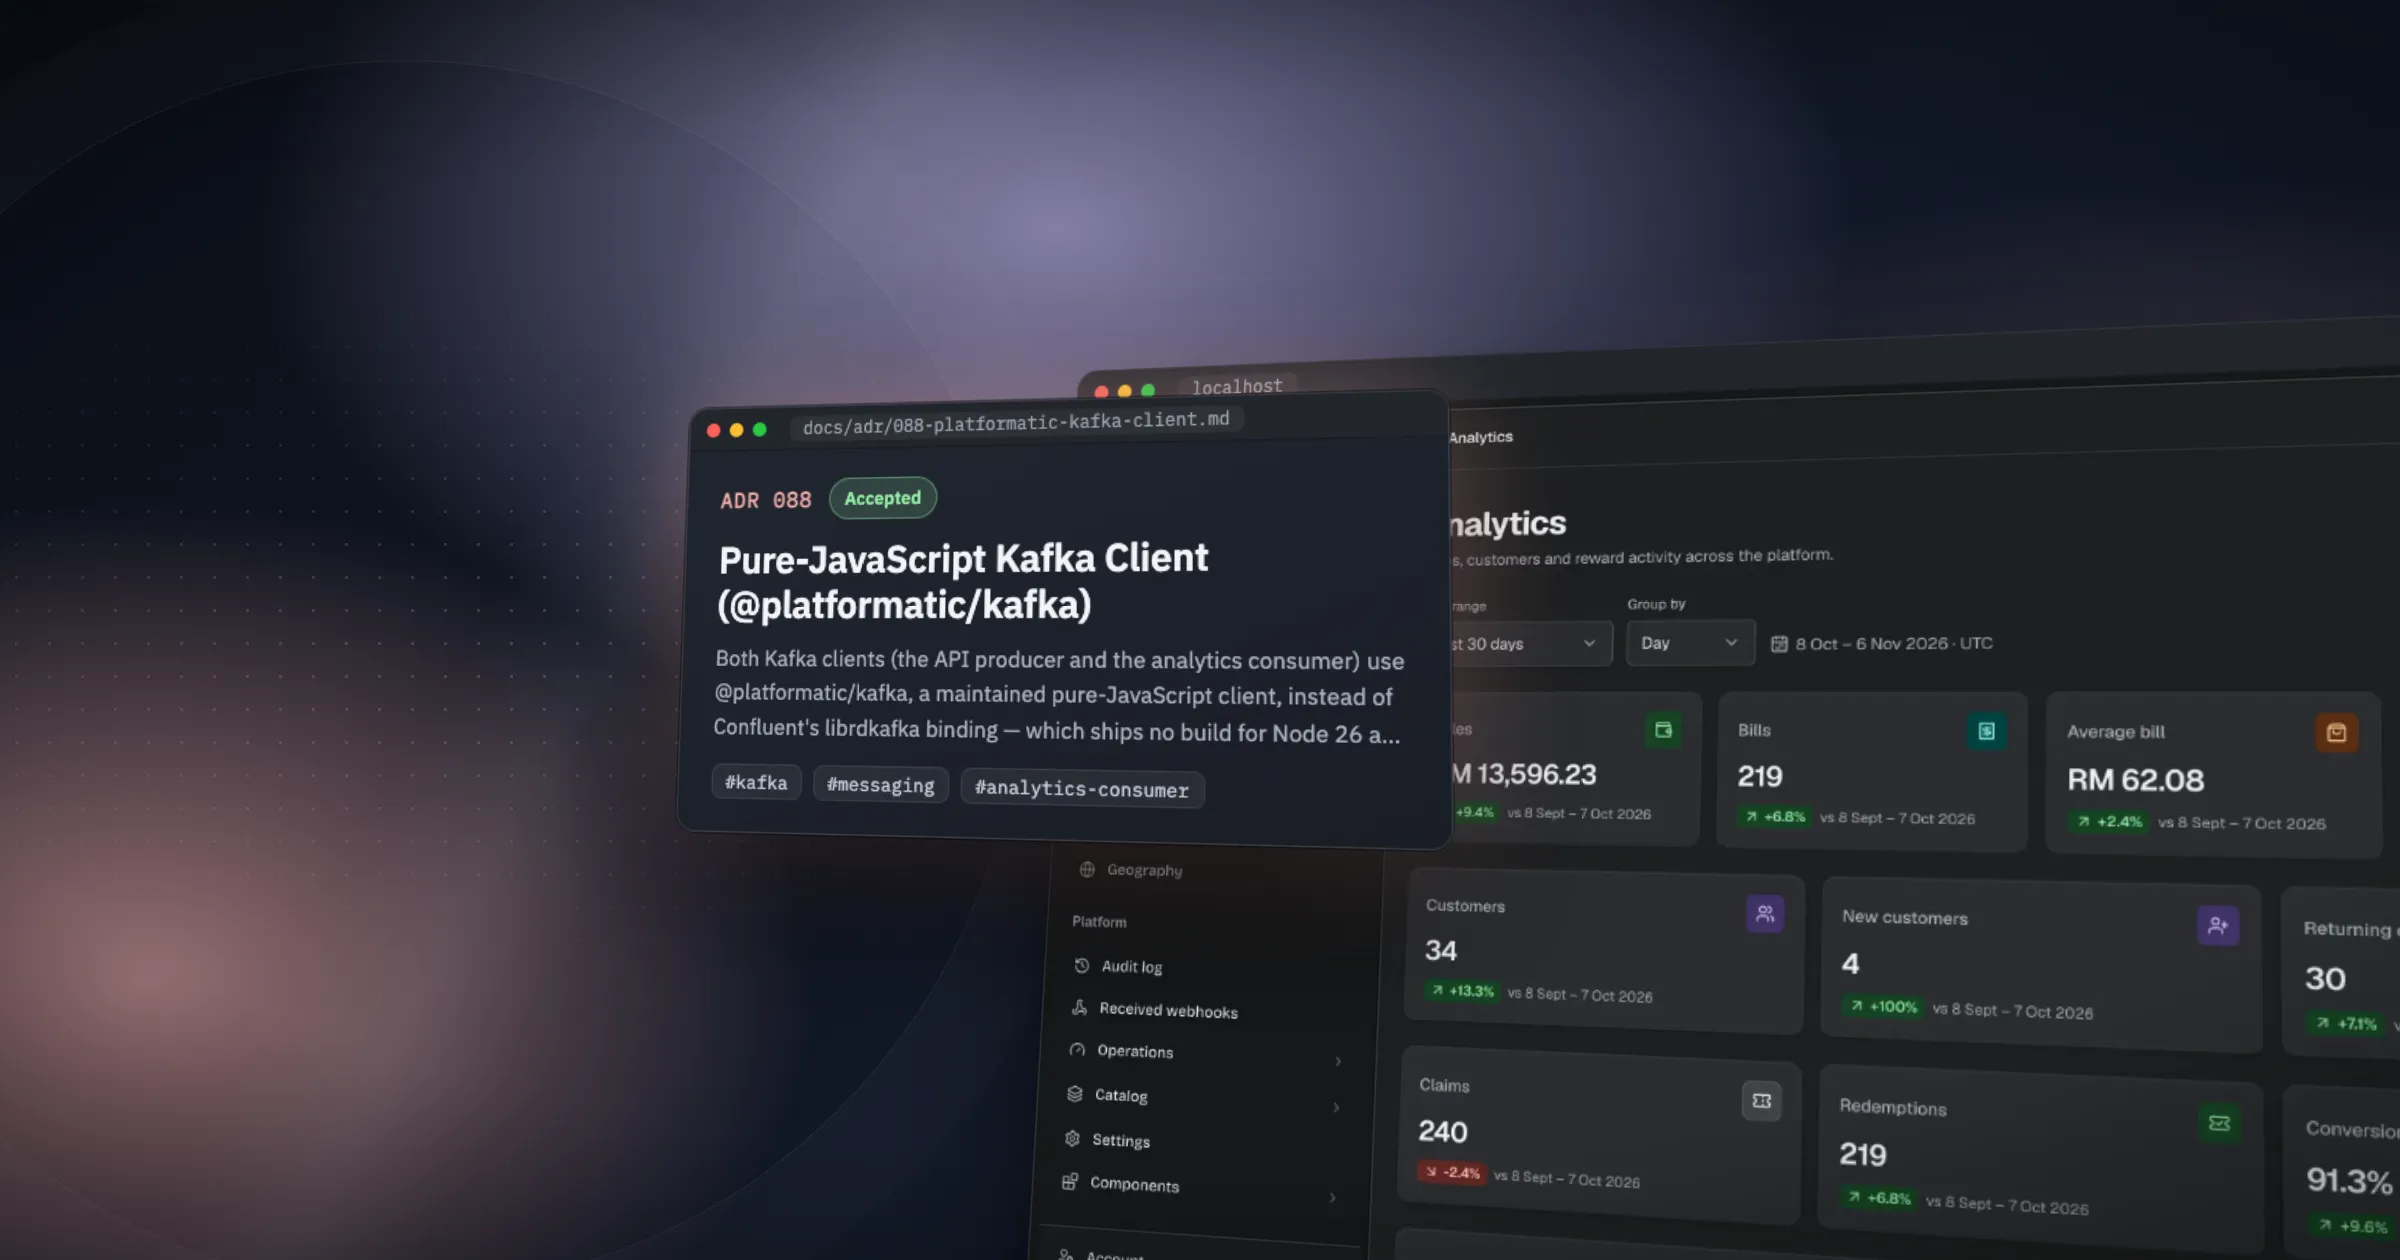 localhost
docs/adr/088-platformatic-kafka-client.md
ADR 088
Accepted
Pure-JavaScript Kafka Client
(@platformatic/kafka)
Both Kafka clients (the API producer and the analytics consumer) use
@platformatic/kafka, a maintained pure-JavaScript client, instead of
Confluent's librdkafka binding — which ships no build for Node 26 a...
#kafka
#messaging
#analytics-consumer
Analytics
nalytics
s, customers and reward activity across the platform.
range
Group by
st 30 days
Day
8 Oct – 6 Nov 2026 · UTC
les
M 13,596.23
+9.4% vs 8 Sept – 7 Oct 2026
Bills
219
+6.8% vs 8 Sept – 7 Oct 2026
Average bill
RM 62.08
+2.4% vs 8 Sept – 7 Oct 2026
Geography
Platform
Audit log
Received webhooks
Operations
Catalog
Settings
Components
Account
Customers
34
+13.3% vs 8 Sept – 7 Oct 2026
New customers
4
+100% vs 8 Sept – 7 Oct 2026
Returning
30
+7.1%
Claims
240
-2.4% vs 8 Sept – 7 Oct 2026
Redemptions
219
+6.8% vs 8 Sept – 7 Oct 2026
Conversion
91.3%
+9.6%